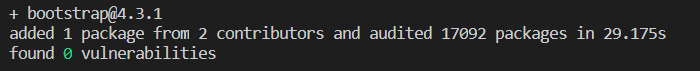 + bootstrap@4.3.1
added 1 package from 2 contributors and audited 17092 packages in 29.175s
found 0 vulnerabilities